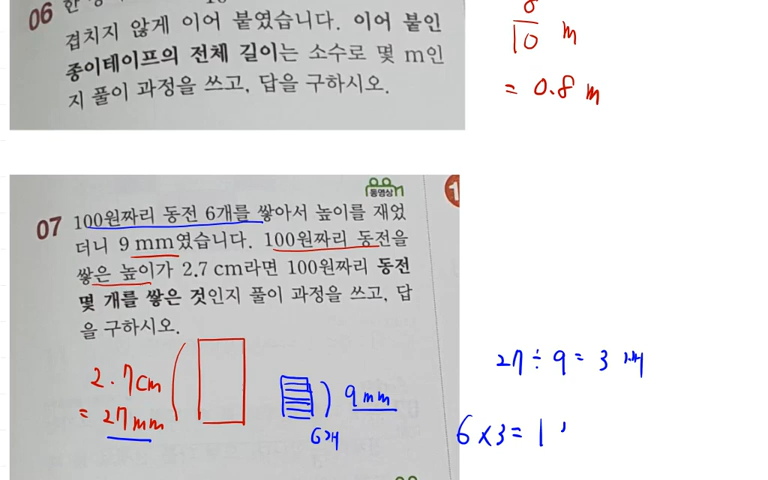 06
겹치지 않게 이어 붙였습니다. 이어 붙인
종이테이프의 전체 길이는 소수로 몇 m인
지 풀이 과정을 쓰고, 답을 구하시오.
10 m
= 0.8 m
동영상
07 100원짜리 동전 6개를 쌓아서 높이를 재었
더니 9 mm였습니다. 100원짜리 동전을
쌓은 높이가 2.7 cm라면 100원짜리 동전
몇 개를 쌓은 것인지 풀이 과정을 쓰고, 답
을 구하시오.
2.7cm
= 27mm
9mm
6개
27 ÷ 9 = 3 배
6 × 3 = 1